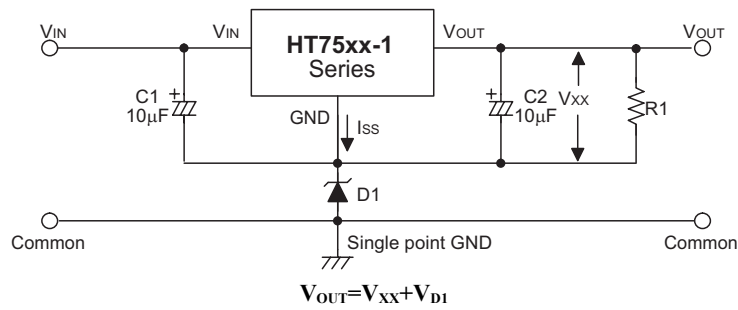 VIN
VIN
HT75xx-1
Series
VOUT
VOUT
C1
10μF
+
GND
ISS
C2
10μF
+
VXX
R1
D1
Common
Single point GND
Common
VOUT=VXX+VD1